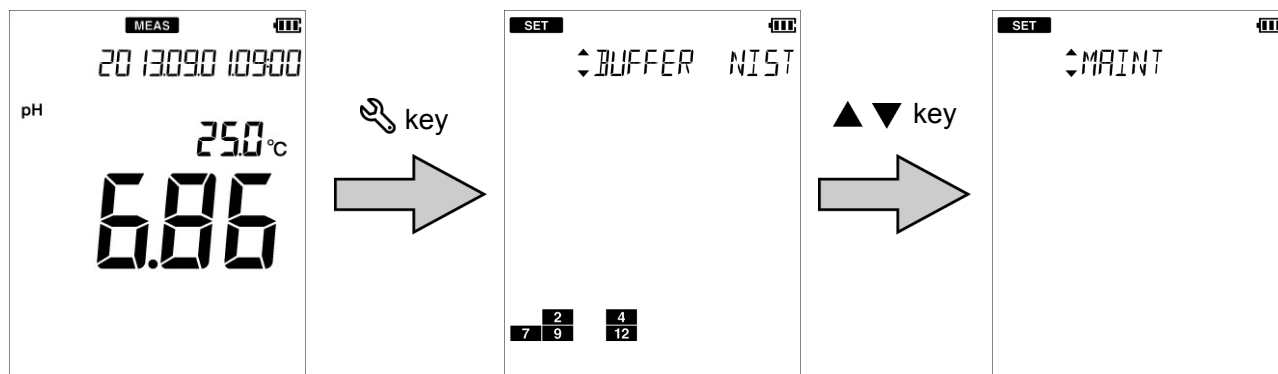 MEAS
2013.09.01.09:00
pH
25.0 °C
6.86
key
SET
BUFFER NIST
2 4
7 9 12
▲ ▼ key
SET
MAINT